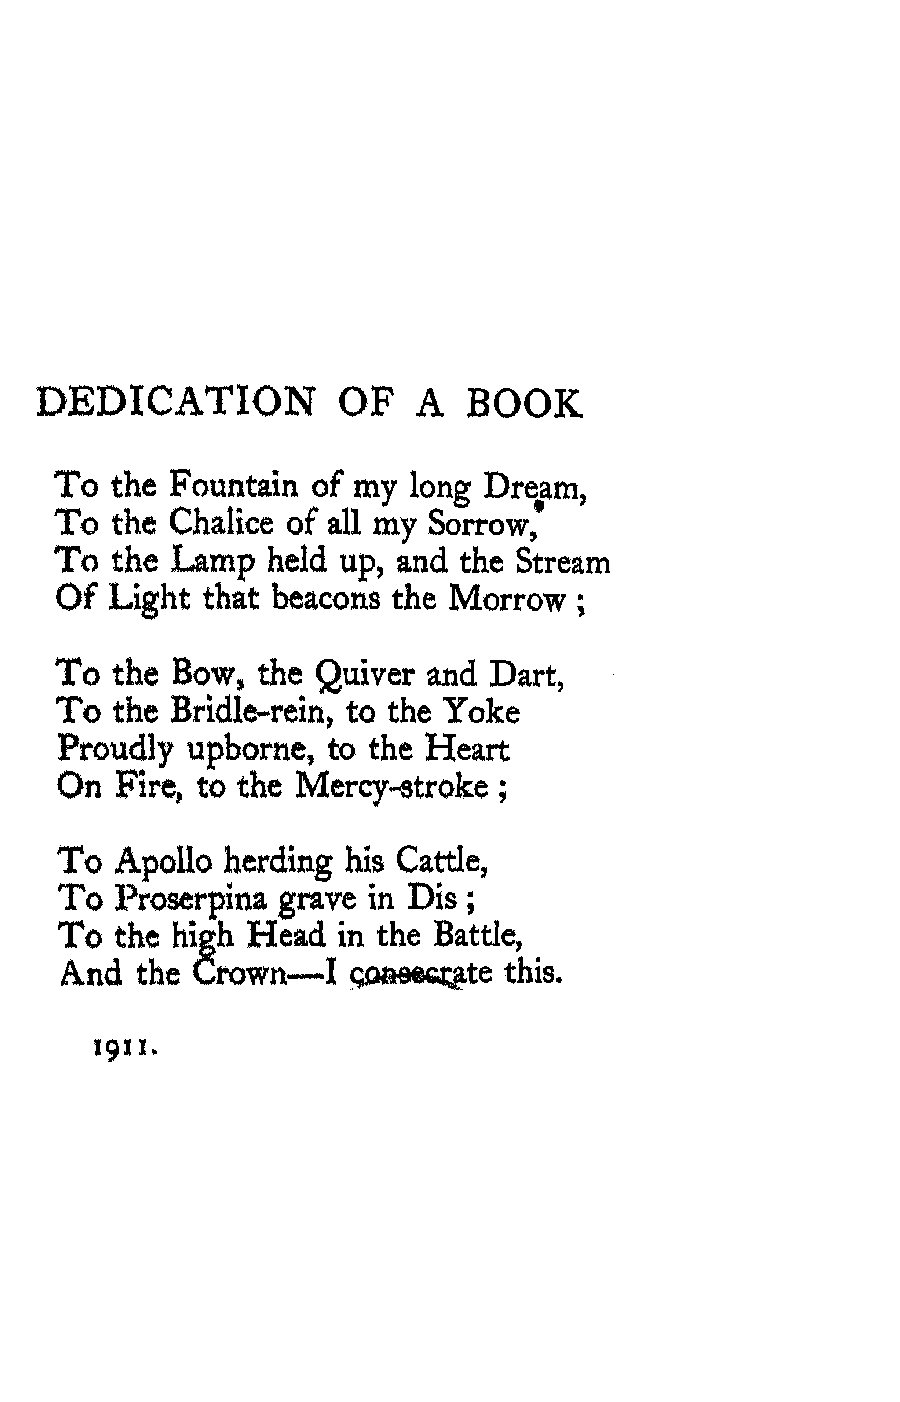 DEDICATION OF A BOOK
To the Fountain of my long Dream,
To the Chalice of all my Sorrow,
To the Lamp held up, and the Stream
Of Light that beacons the Morrow ;
To the Bow, the Quiver and Dart,
To the Bridle-rein, to the Yoke
Proudly upborne, to the Heart
On Fire, to the Mercy-stroke ;
To Apollo herding his Cattle,
To Proserpina grave in Dis ;
To the high Head in the Battle,
And the Crown—I consecrate this.
1911.